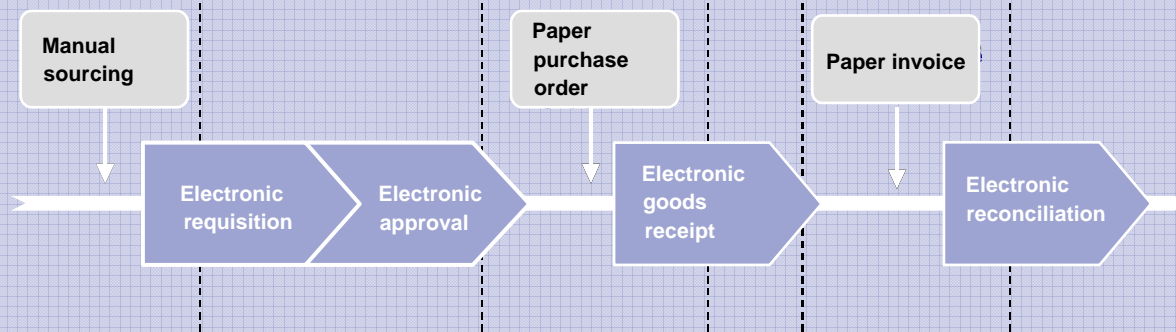 Manual
sourcing
Paper
purchase
order
Paper invoice
Electronic
requisition
Electronic
approval
Electronic
goods
receipt
Electronic
reconciliation